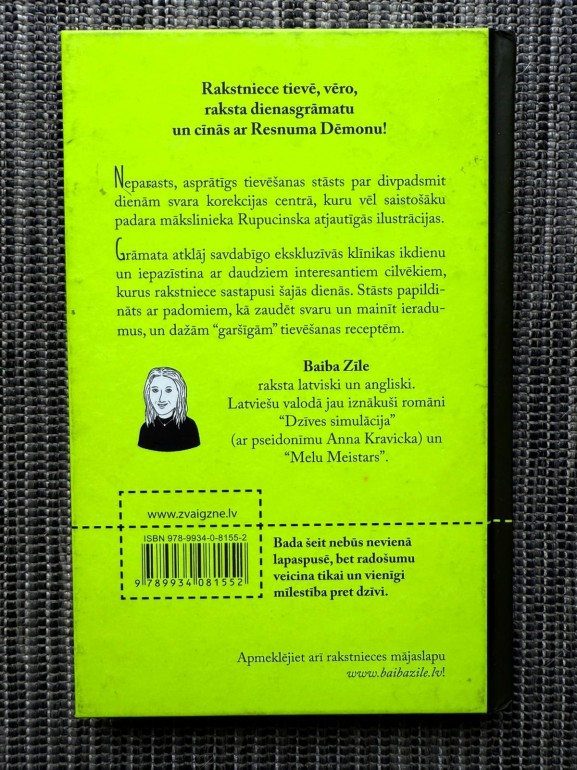 Rakstniece tievē, vēro,
raksta dienasgrāmatu
un cīnās ar Resnuma Dēmonu!
Neparasts, asprātīgs tievēšanas stāsts par divpadsmit
dienām svara korekcijas centrā, kuru vēl saistošāku
padara mākslinieka Rupucinska atjautīgās ilustrācijas.
Grāmata atklāj savdabīgo ekskluzīvās klīnikas ikdienu
un iepazīstina ar daudziem interesantiem cilvēkiem,
kurus rakstniece sastapusi šajās dienās. Stāsts papildi-
nāts ar padomiem, kā zaudēt svaru un mainīt ieradu-
mus, un dažām “garšīgām” tievēšanas receptēm.
Baiba Zīle
raksta latviski un angliski.
Latviešu valodā jau iznākuši romāni
“Dzīves simulācija”
(ar pseidonīmu Anna Kravicka) un
“Melu Meistars”.
www.zvaigzne.lv
ISBN 978-9934-0-8155-2
9 789934 081552
Bada šeit nebūs nevienā
lapaspusē, bet radošumu
veicina tikai un vienīgi
mīlestība pret dzīvi.
Apmeklējiet arī rakstnieces mājaslapu
www.baibazile.lv!